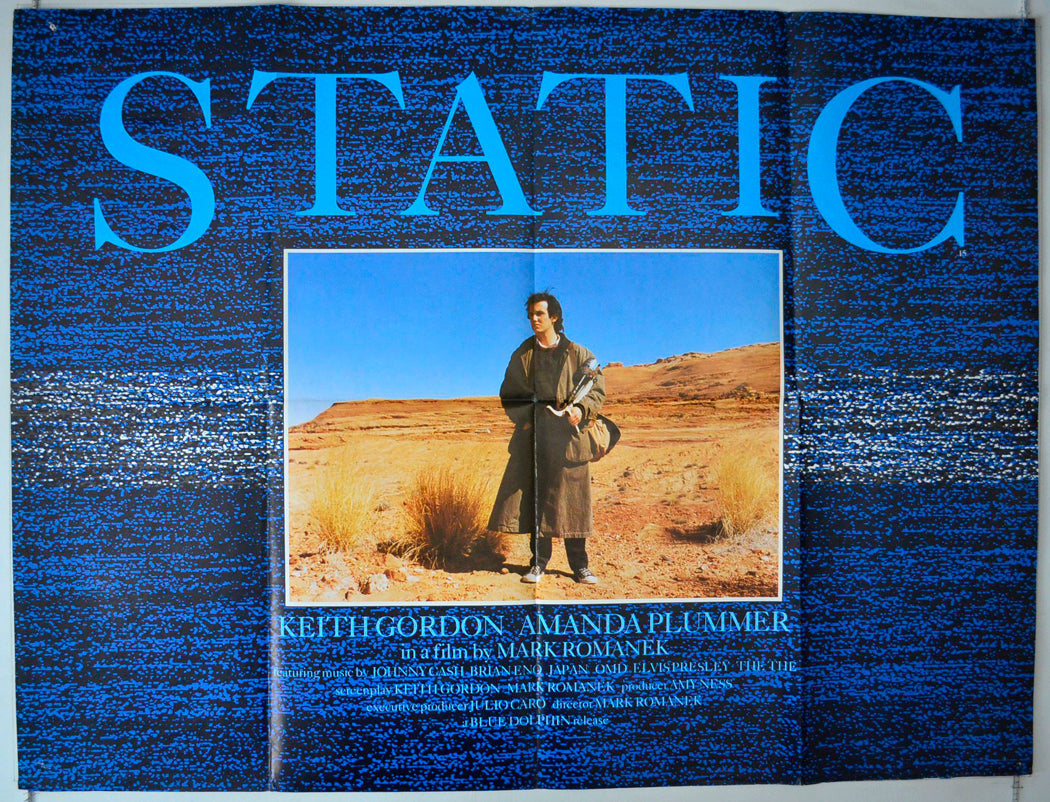 STATIC
15
KEITH GORDON AMANDA PLUMMER
in a film by MARK ROMANEK
featuring music by JOHNNY CASH BRIAN ENO JAPAN OMD ELVIS PRESLEY THE THE
screenplay KEITH GORDON MARK ROMANEK producer AMY NESS
executive producer JULIO CARO director MARK ROMANEK
a BLUE DOLPHIN release